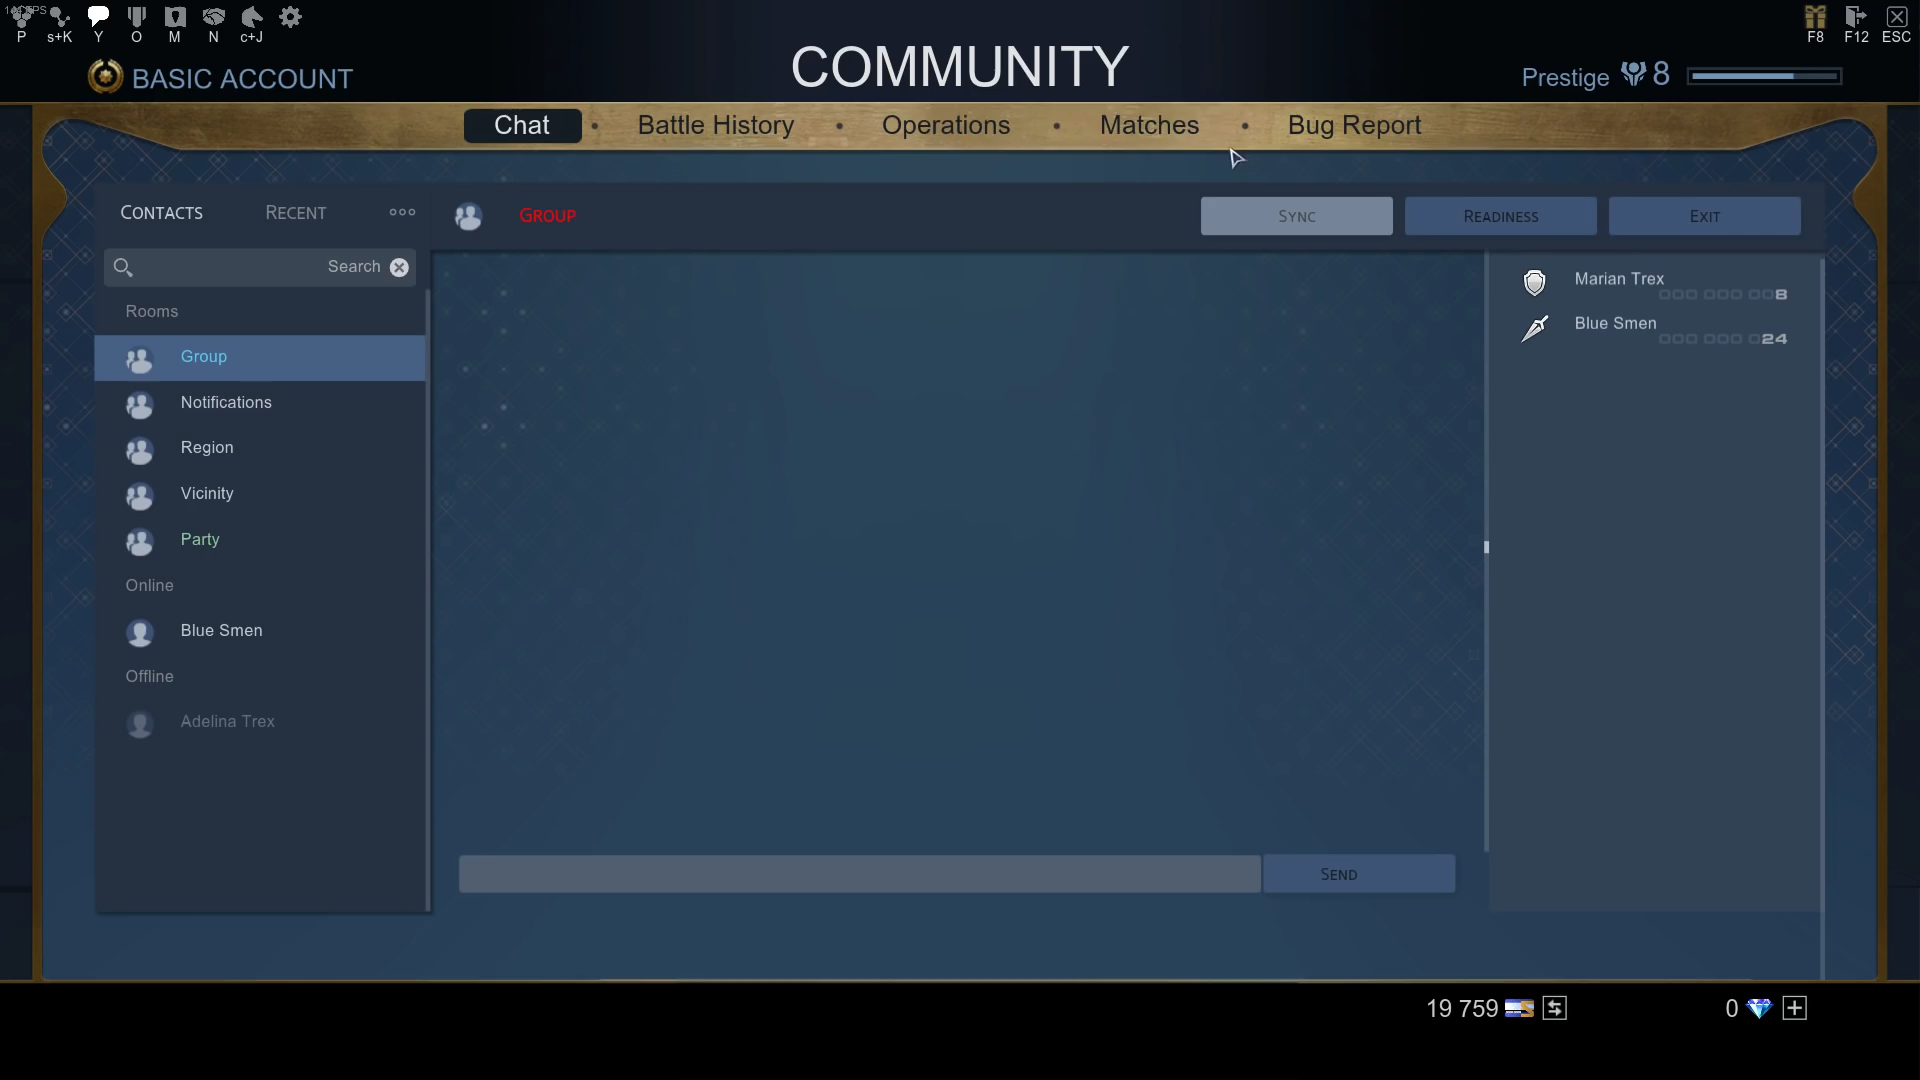 144 FPS
P s+K Y O M N c+J
F8 F12 ESC
BASIC ACCOUNT
COMMUNITY
Prestige 8
Chat • Battle History • Operations • Matches • Bug Report
CONTACTS RECENT
GROUP
SYNC READINESS EXIT
Search
Rooms
Group
Notifications
Region
Vicinity
Party
Online
Blue Smen
Offline
Adelina Trex
Marian Trex
8
Blue Smen
24
SEND
19 759
0